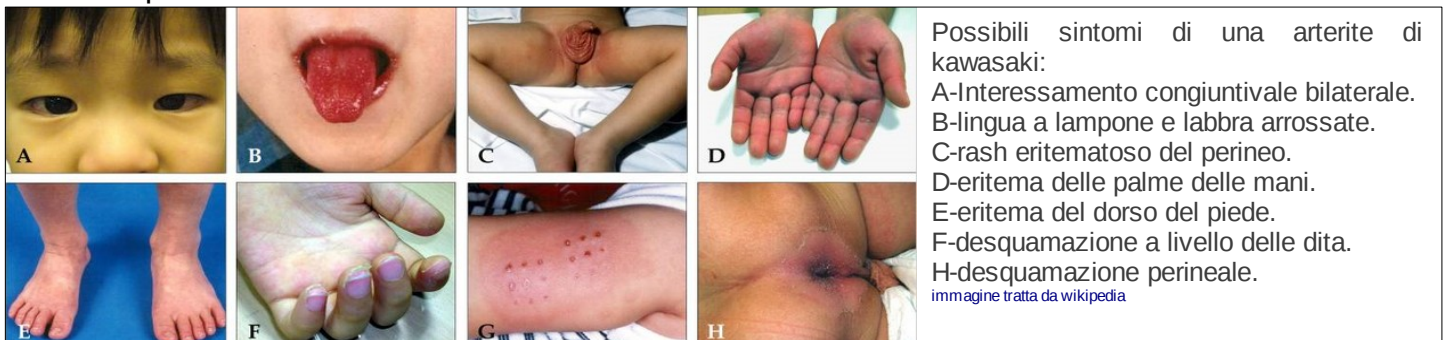 A
B
C
D
E
F
G
H
Possibili sintomi di una arterite di
kawasaki:
A-Interessamento congiuntivale bilaterale.
B-lingua a lampone e labbra arrossate.
C-rash eritematoso del perineo.
D-eritema delle palme delle mani.
E-eritema del dorso del piede.
F-desquamazione a livello delle dita.
H-desquamazione perineale.
immagine tratta da wikipedia